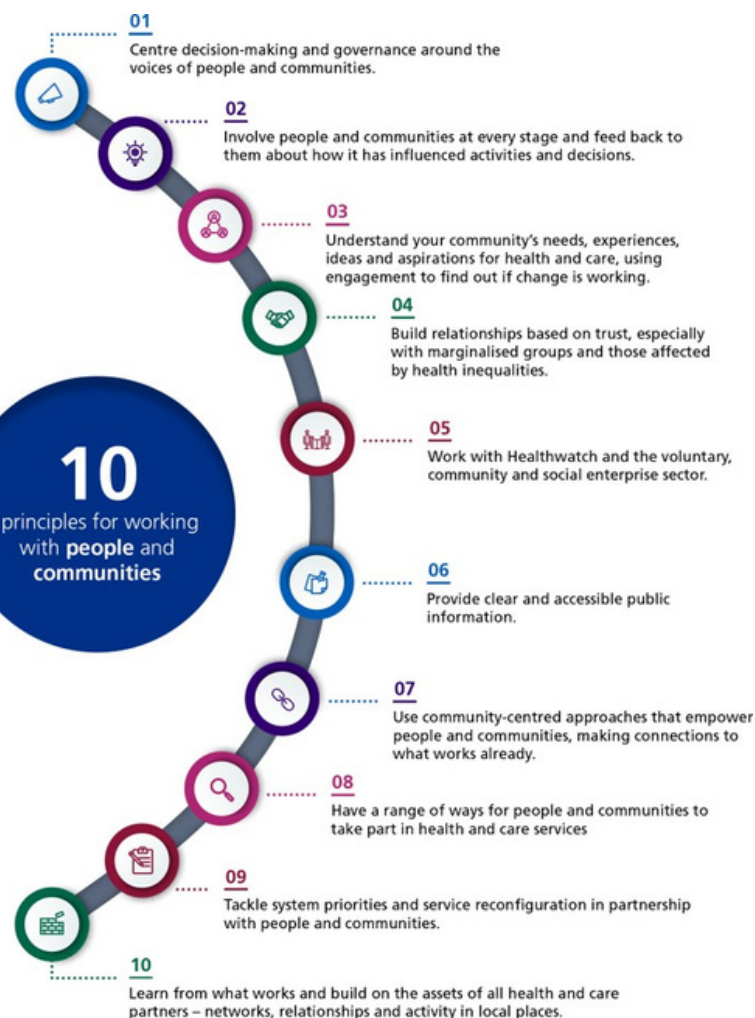 01
Centre decision-making and governance around the
voices of people and communities.
02
Involve people and communities at every stage and feed back to
them about how it has influenced activities and decisions.
03
Understand your community's needs, experiences,
ideas and aspirations for health and care, using
engagement to find out if change is working.
04
Build relationships based on trust, especially
with marginalised groups and those affected
by health inequalities.
10
principles for working
with people and
communities
05
Work with Healthwatch and the voluntary,
community and social enterprise sector.
06
Provide clear and accessible public
information.
07
Use community-centred approaches that empower
people and communities, making connections to
what works already.
08
Have a range of ways for people and communities to
take part in health and care services
09
Tackle system priorities and service reconfiguration in partnership
with people and communities.
10
Learn from what works and build on the assets of all health and care
partners – networks, relationships and activity in local places.